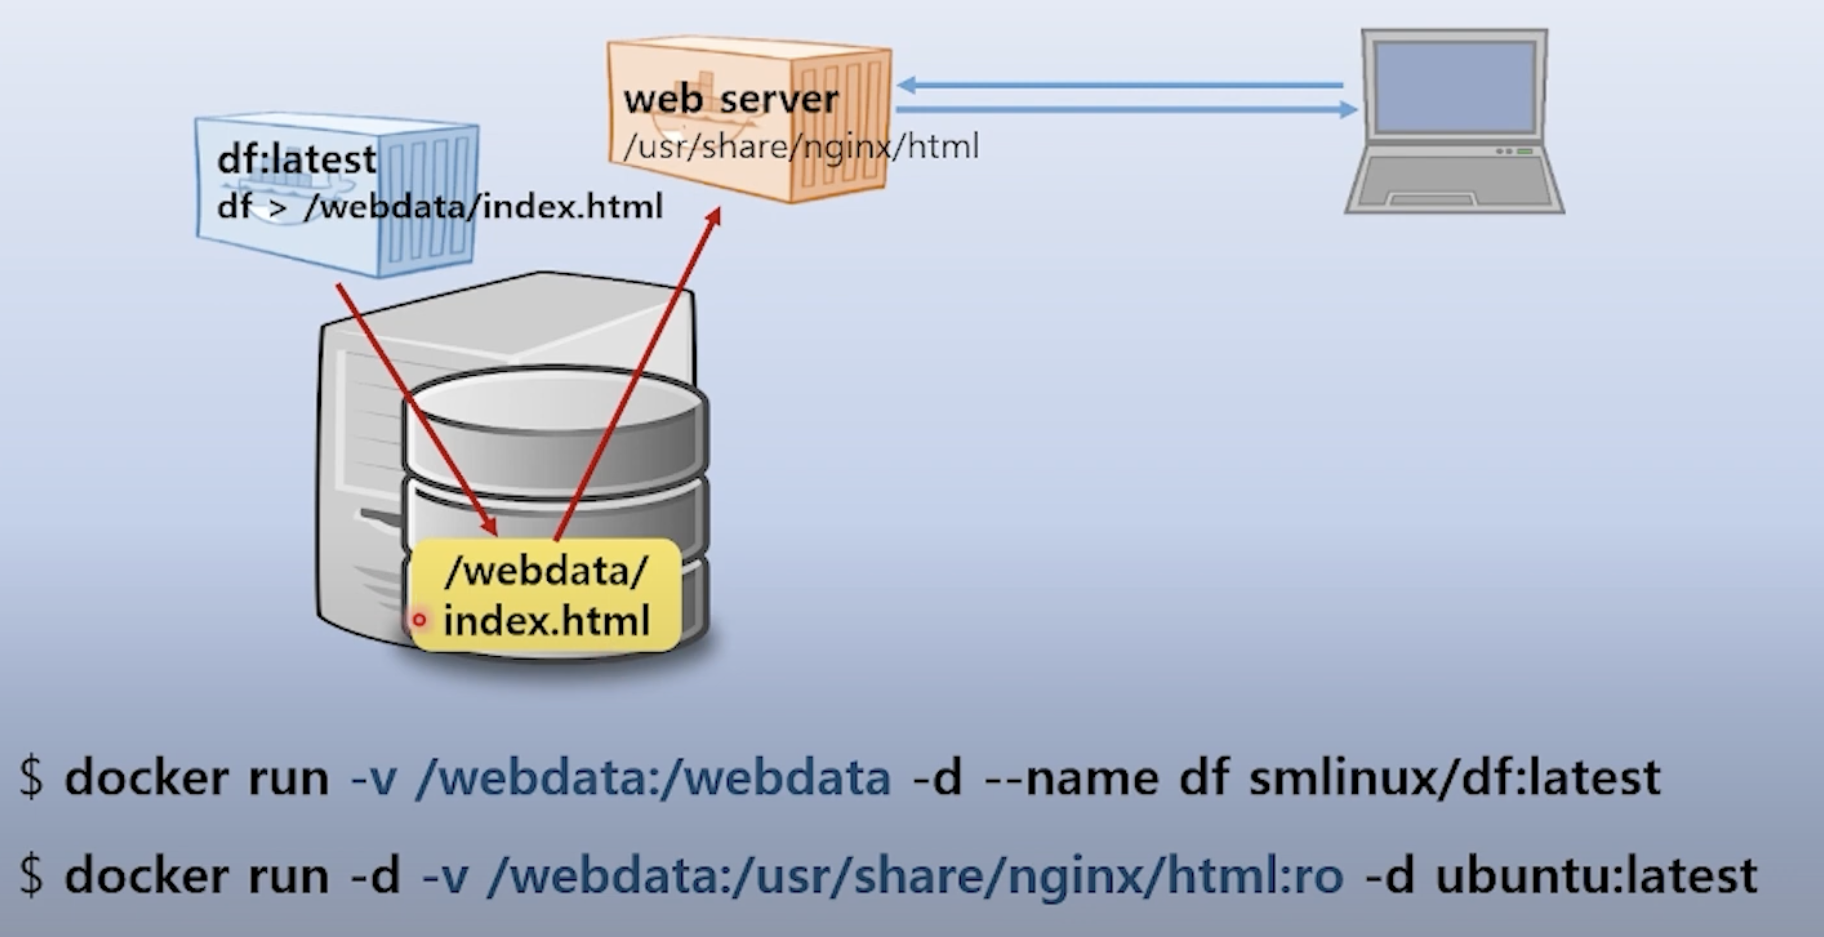 web server
/usr/share/nginx/html
df:latest
df > /webdata/index.html
/webdata/
index.html
$ docker run -v /webdata:/webdata -d --name df smlinux/df:latest
$ docker run -d -v /webdata:/usr/share/nginx/html:ro -d ubuntu:latest